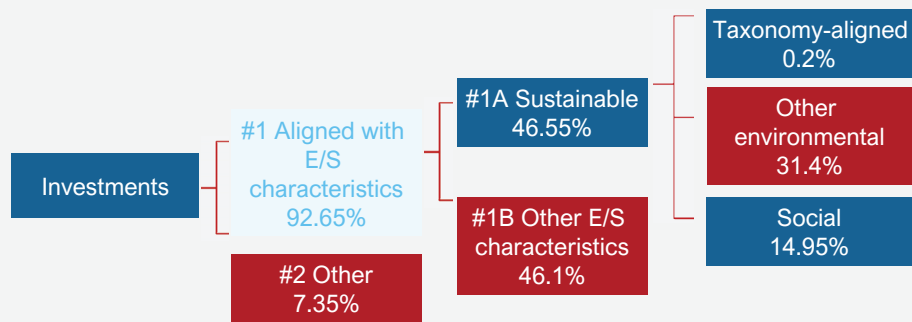 Investments
#1 Aligned with
E/S
characteristics
92.65%
#2 Other
7.35%
#1A Sustainable
46.55%
#1B Other E/S
characteristics
46.1%
Taxonomy-aligned
0.2%
Other
environmental
31.4%
Social
14.95%